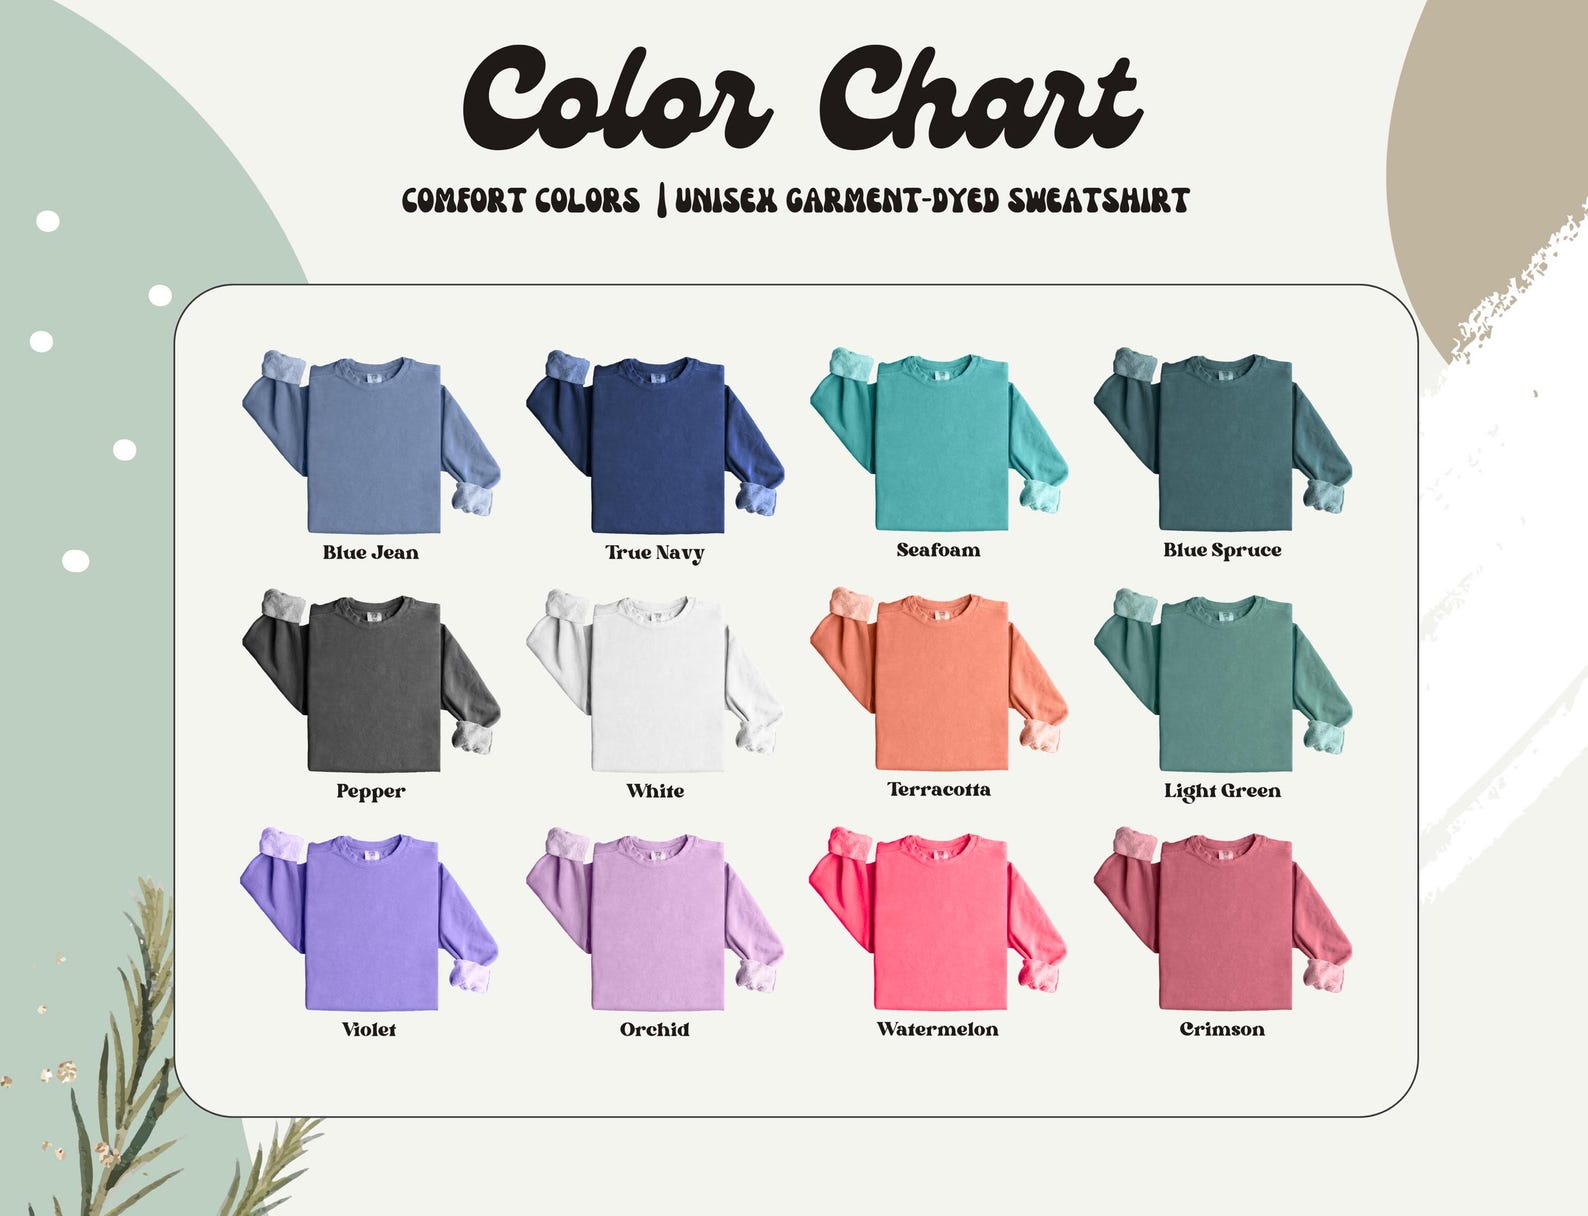 Color Chart
COMFORT COLORS | UNISEX GARMENT-DYED SWEATSHIRT
Blue Jean
True Navy
Seafoam
Blue Spruce
Pepper
White
Terracotta
Light Green
Violet
Orchid
Watermelon
Crimson